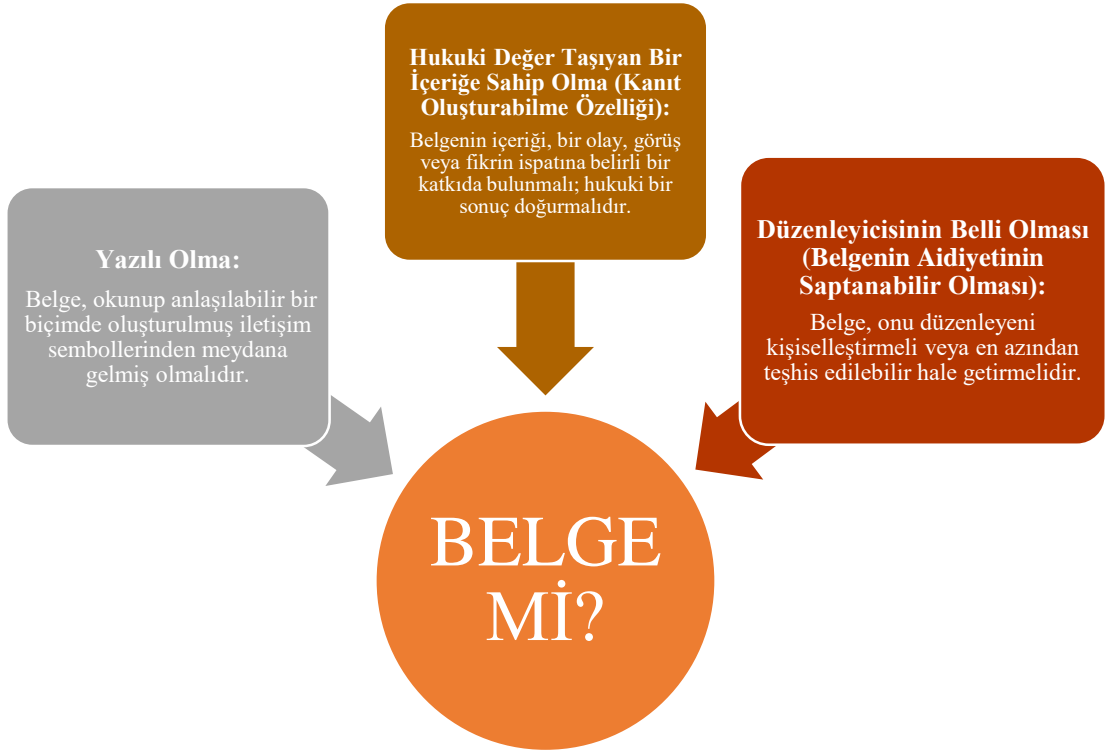 Yazılı Olma:
Belge, okunup anlaşılabilir bir
biçimde oluşturulmuş iletişim
sembollerinden meydana
gelmiş olmalıdır.
Hukuki Değer Taşıyan Bir
İçeriğe Sahip Olma (Kanıt
Oluşturabilme Özelliği):
Belgenin içeriği, bir olay, görüş
veya fikrin ispatına belirli bir
katkıda bulunmalı; hukuki bir
sonuç doğurmalıdır.
Düzenleyicisinin Belli Olması
(Belgenin Aidiyetinin
Saptanabilir Olması):
Belge, onu düzenleyeni
kişiselleştirmeli veya en azından
teşhis edilebilir hale getirmelidir.
BELGE
Mİ?